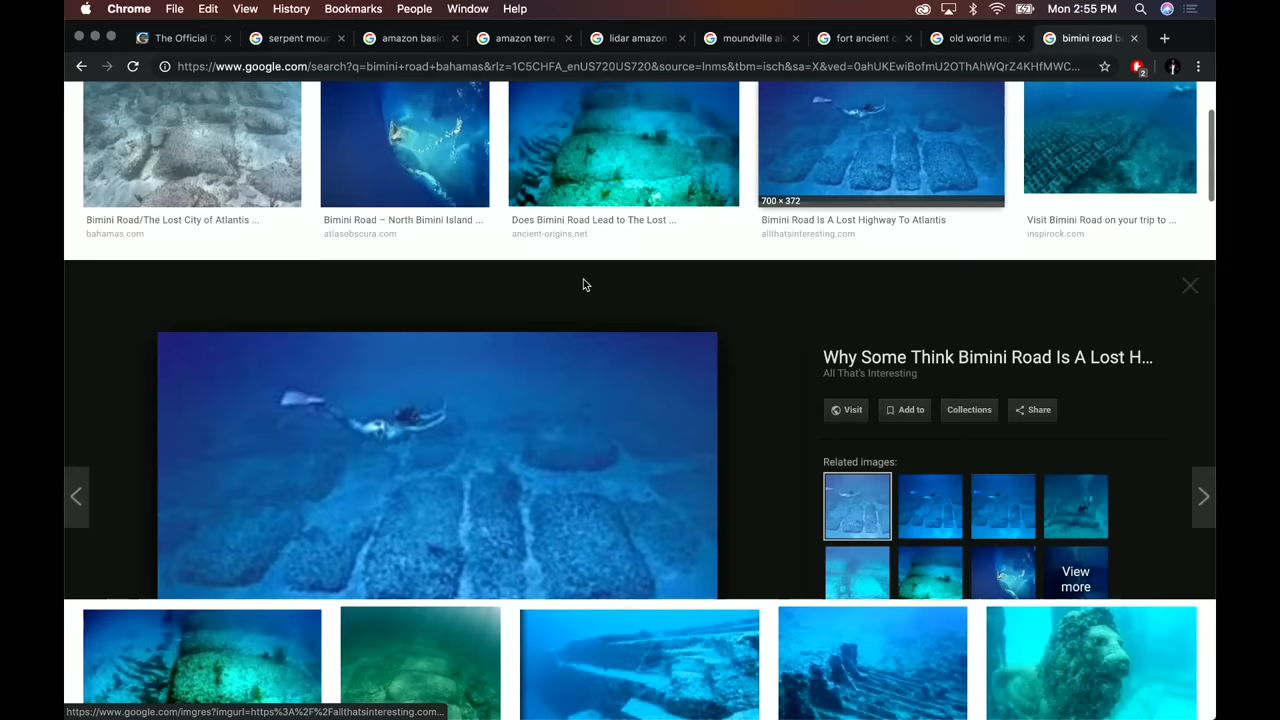 Chrome File Edit View History Bookmarks People Window Help Mon 2:55 PM
The Official G serpent moun amazon basi amazon terra lidar amazon moundville al fort ancient c old world map bimini road b
https://www.google.com/search?q=bimini+road+bahamas&rlz=1C5CHFA_enUS720US720&source=lnms&tbm=isch&sa=X&ved=0ahUKEwiBofmU2OThAhWQrZ4KHfMWC... 2
700 × 372
Bimini Road/The Lost City of Atlantis ... Bimini Road – North Bimini Island ... Does Bimini Road Lead to The Lost ... Bimini Road Is A Lost Highway To Atlantis Visit Bimini Road on your trip to ...
bahamas.com atlasobscura.com ancient-origins.net allthatsinteresting.com inspirock.com
Why Some Think Bimini Road Is A Lost H...
All That's Interesting
Visit Add to Collections Share
Related images:
View
more
https://www.google.com/imgres?imgurl=https%3A%2F%2Fallthatsinteresting.com...